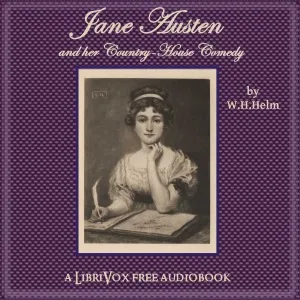 Jane Austen
and her Country-House Comedy
by
W.H.Helm
A LIBRIVOX FREE AUDIOBOOK